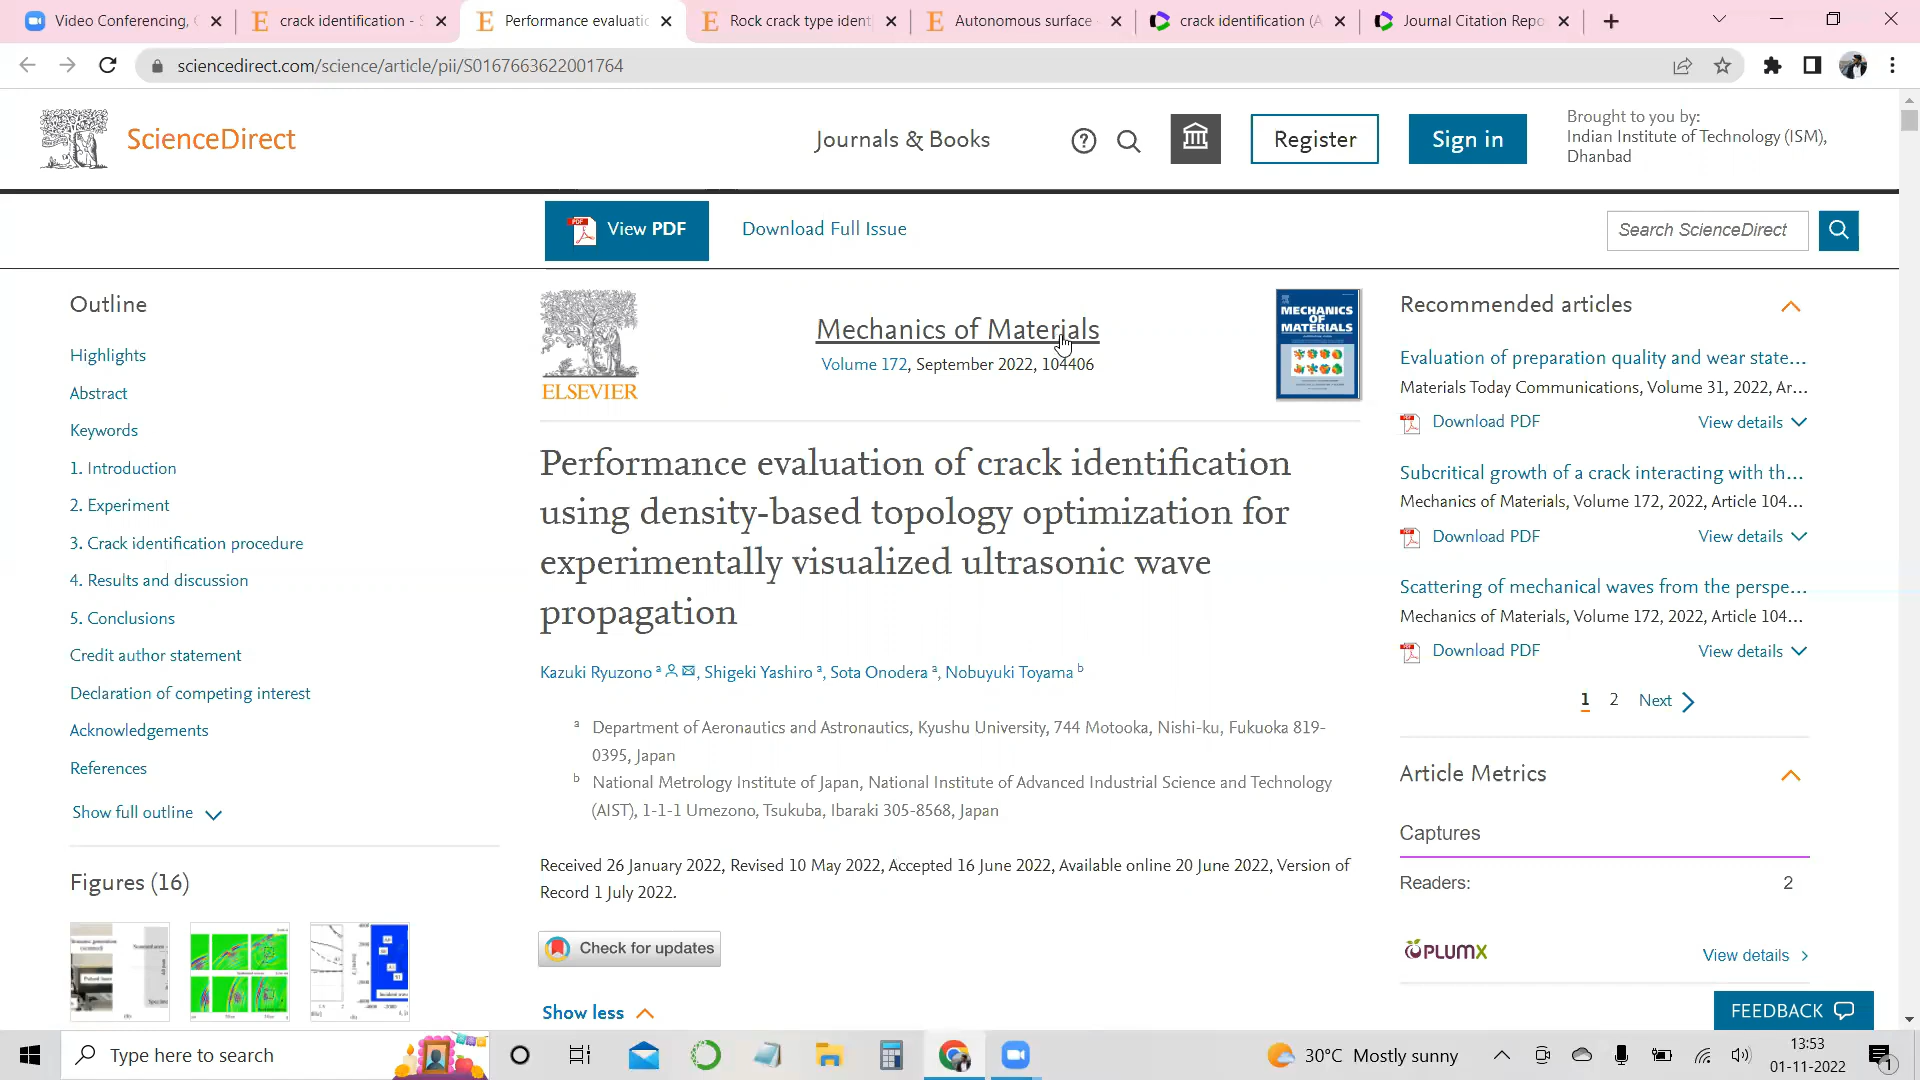 Video Conferencing, 
crack identification - S
Performance evaluatio
Rock crack type identi
Autonomous surface
crack identification (A
Journal Citation Repo
sciencedirect.com/science/article/pii/S0167663622001764
ScienceDirect
Journals & Books
Register
Sign in
Brought to you by:
Indian Institute of Technology (ISM),
Dhanbad
View PDF
Download Full Issue
Search ScienceDirect
Outline
Highlights
Abstract
Keywords
1. Introduction
2. Experiment
3. Crack identification procedure
4. Results and discussion
5. Conclusions
Credit author statement
Declaration of competing interest
Acknowledgements
References
Show full outline
Figures (16)
ELSEVIER
Mechanics of Materials
Volume 172, September 2022, 104406
MECHANICS
OF
MATERIALS
Performance evaluation of crack identification
using density-based topology optimization for
experimentally visualized ultrasonic wave
propagation
Kazuki Ryuzono a, Shigeki Yashiro a, Sota Onodera a, Nobuyuki Toyama b
a Department of Aeronautics and Astronautics, Kyushu University, 744 Motooka, Nishi-ku, Fukuoka 819-
0395, Japan
b National Metrology Institute of Japan, National Institute of Advanced Industrial Science and Technology
(AIST), 1-1-1 Umezono, Tsukuba, Ibaraki 305-8568, Japan
Received 26 January 2022, Revised 10 May 2022, Accepted 16 June 2022, Available online 20 June 2022, Version of
Record 1 July 2022.
Check for updates
Show less
Recommended articles
Evaluation of preparation quality and wear state...
Materials Today Communications, Volume 31, 2022, Ar...
Download PDF
View details
Subcritical growth of a crack interacting with th...
Mechanics of Materials, Volume 172, 2022, Article 104...
Download PDF
View details
Scattering of mechanical waves from the perspe...
Mechanics of Materials, Volume 172, 2022, Article 104...
Download PDF
View details
1 2 Next
Article Metrics
Captures
Readers: 2
PLUMX
View details
FEEDBACK
Type here to search
30°C Mostly sunny
13:53
01-11-2022
1